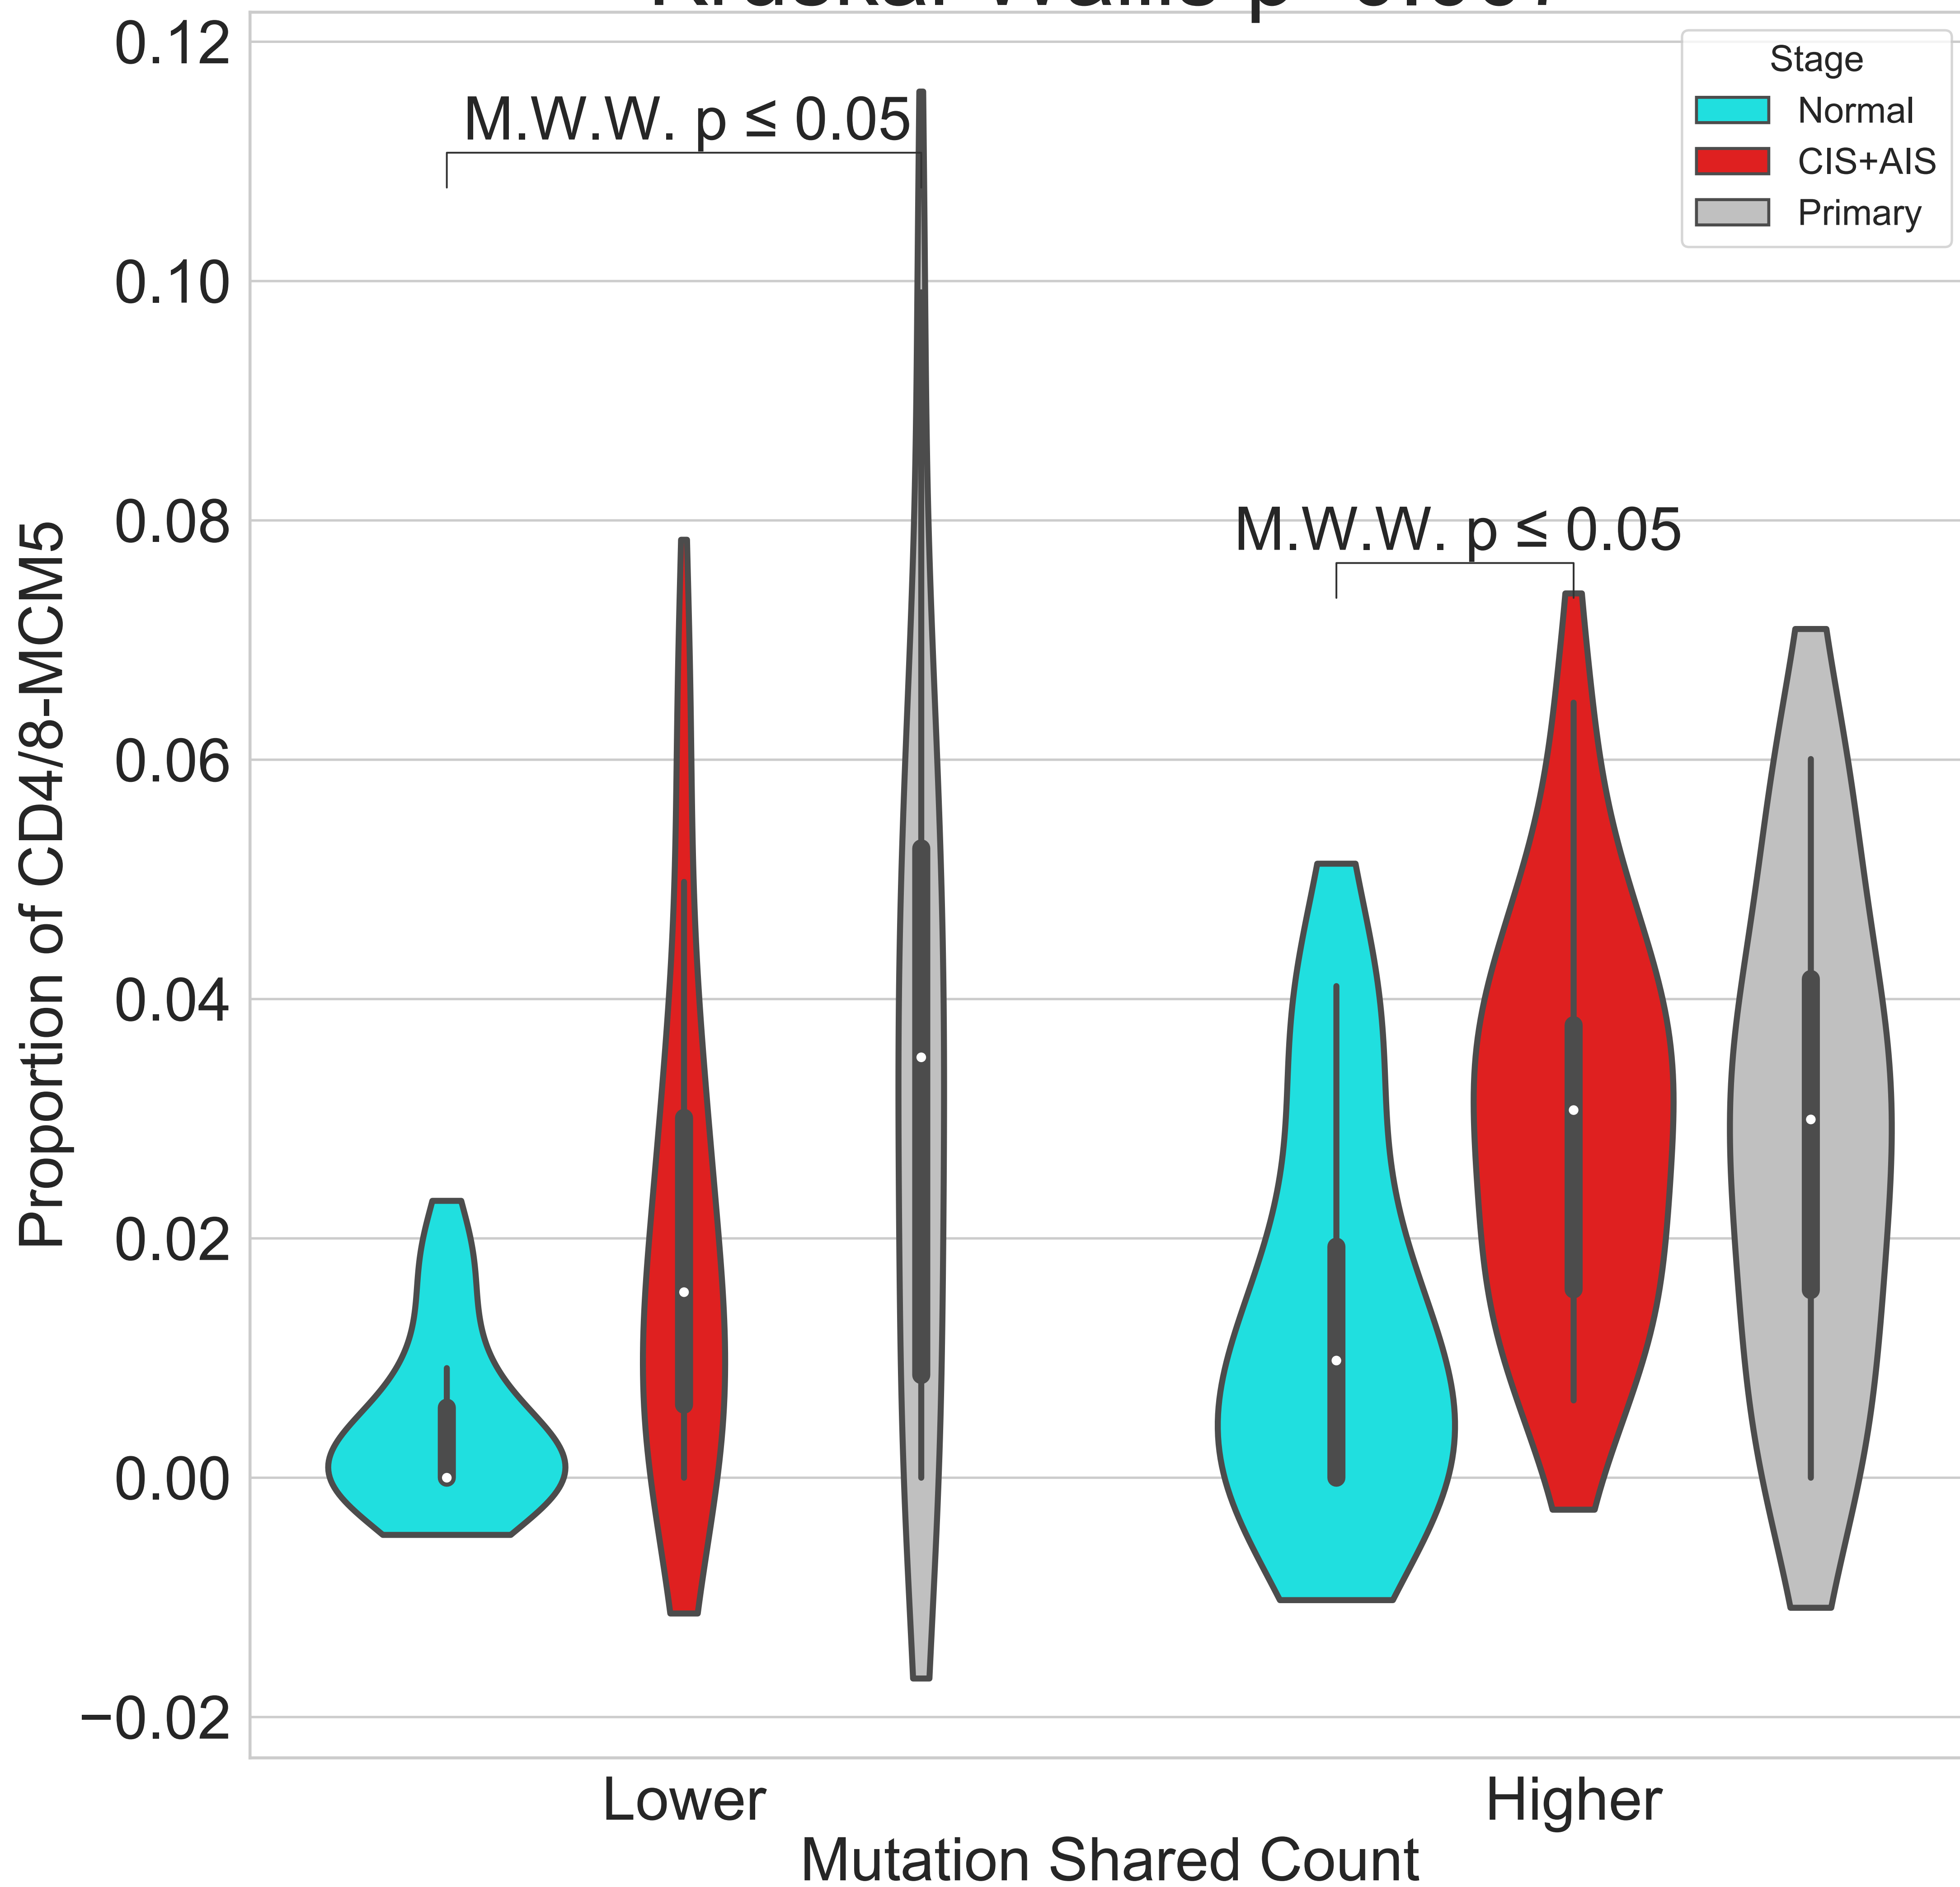 0.12
0.10
0.08
0.06
0.04
0.02
0.00
−0.02
Proportion of CD4/8-MCM5
M.W.W. p ≤ 0.05
M.W.W. p ≤ 0.05
Stage
Normal
CIS+AIS
Primary
Lower
Higher
Mutation Shared Count